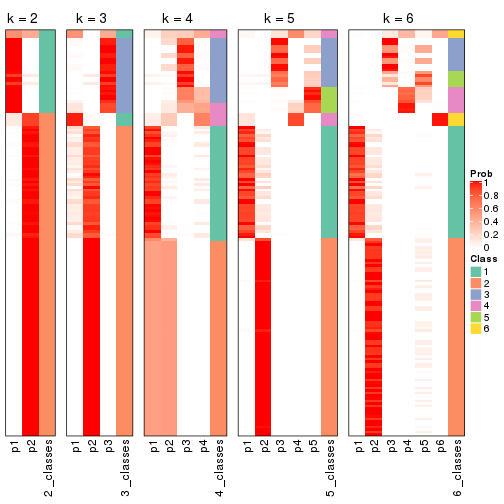 k = 2
k = 3
k = 4
k = 5
k = 6
p1
p2
2_classes
p1
p2
p3
3_classes
p1
p2
p3
p4
4_classes
p1
p2
p3
p4
p5
5_classes
p1
p2
p3
p4
p5
p6
6_classes
Prob
1
0.8
0.6
0.4
0.2
0
Class
1
2
3
4
5
6